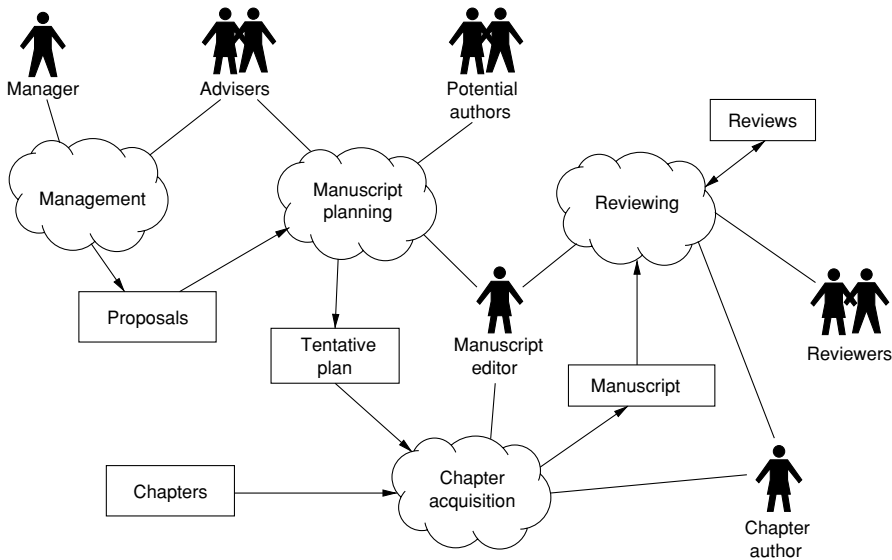 Manager
Advisers
Potential
authors
Reviews
Management
Manuscript
planning
Reviewing
Proposals
Tentative
plan
Manuscript
editor
Manuscript
Reviewers
Chapters
Chapter
acquisition
Chapter
author